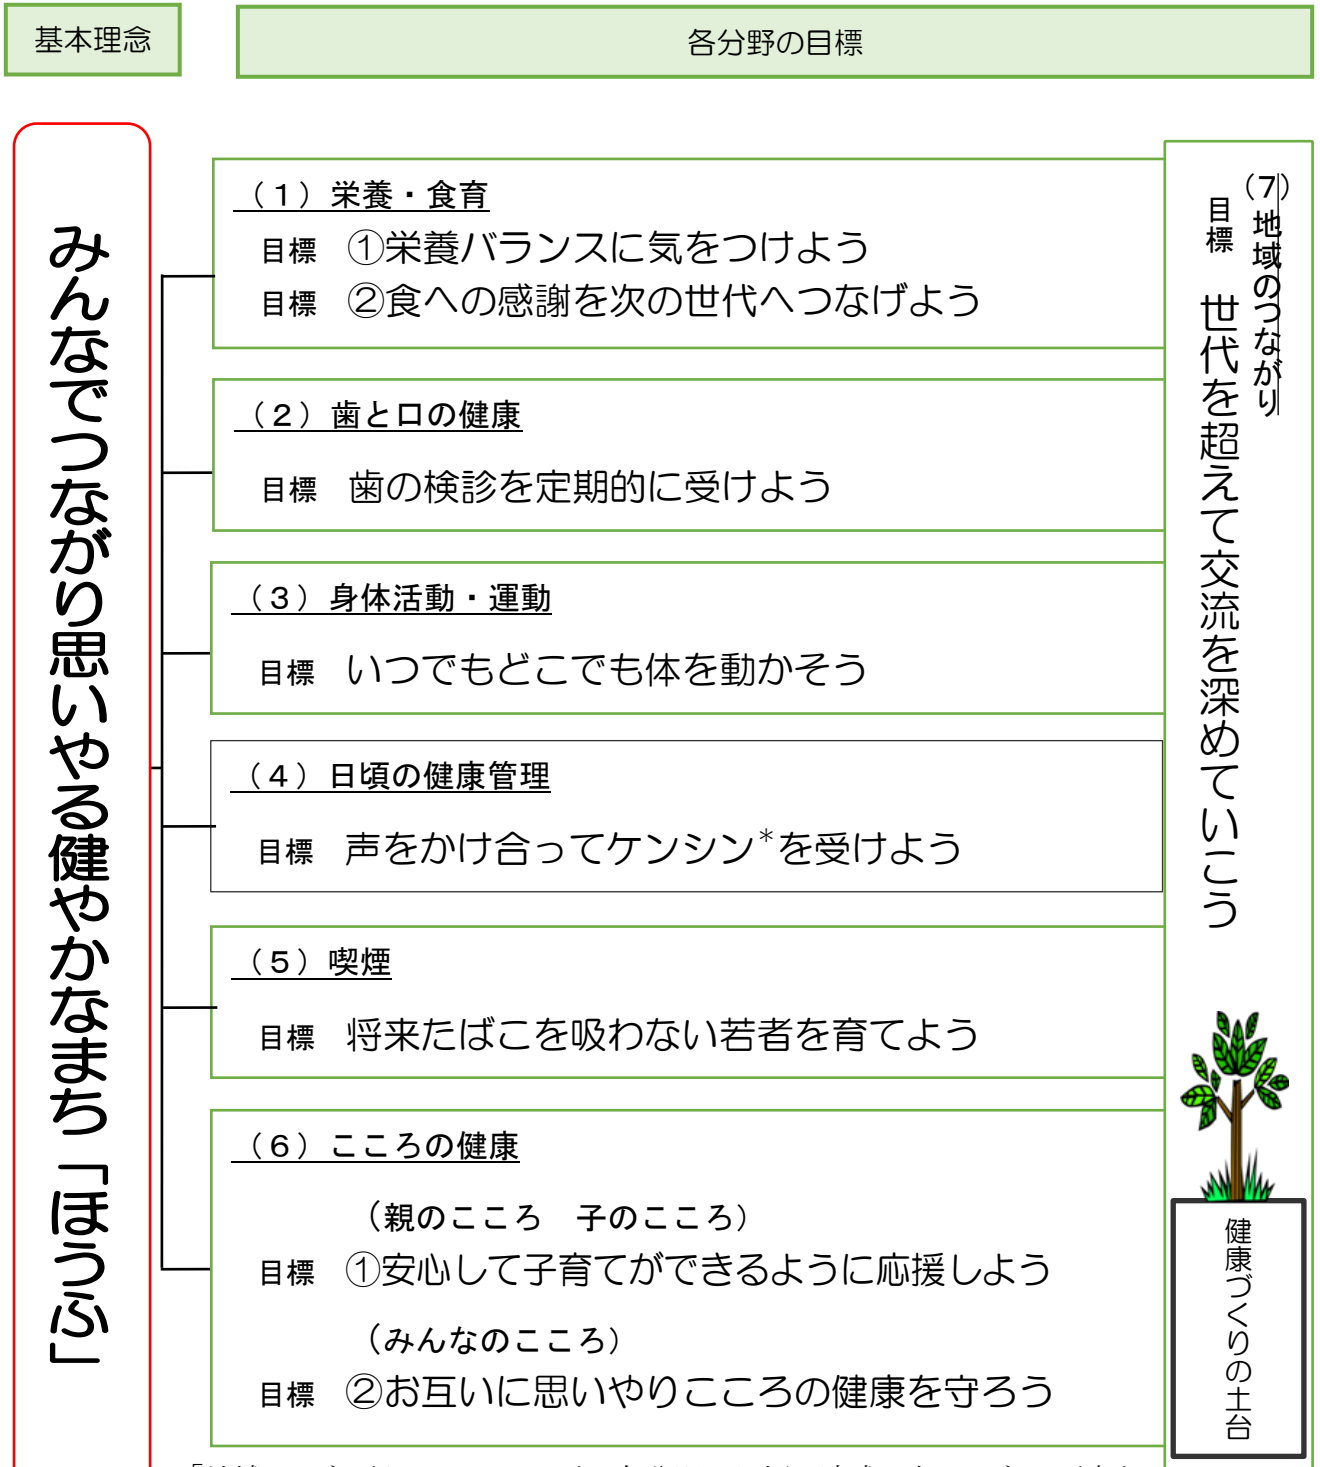 基本理念
各分野の目標
みんなでつながり思いやる健やかなまち「ほうふ」
（１）栄養・食育
目標　①栄養バランスに気をつけよう
目標　②食への感謝を次の世代へつなげよう
（２）歯と口の健康
目標　歯の検診を定期的に受けよう
（３）身体活動・運動
目標　いつでもどこでも体を動かそう
（４）日頃の健康管理
目標　声をかけ合ってケンシン*を受けよう
（５）喫煙
目標　将来たばこを吸わない若者を育てよう
（６）こころの健康
（親のこころ　子のこころ）
目標　①安心して子育てができるように応援しよう
（みんなのこころ）
目標　②お互いに思いやりこころの健康を守ろう
（7）地域のつながり
目標　世代を超えて交流を深めていこう
健康づくりの土台